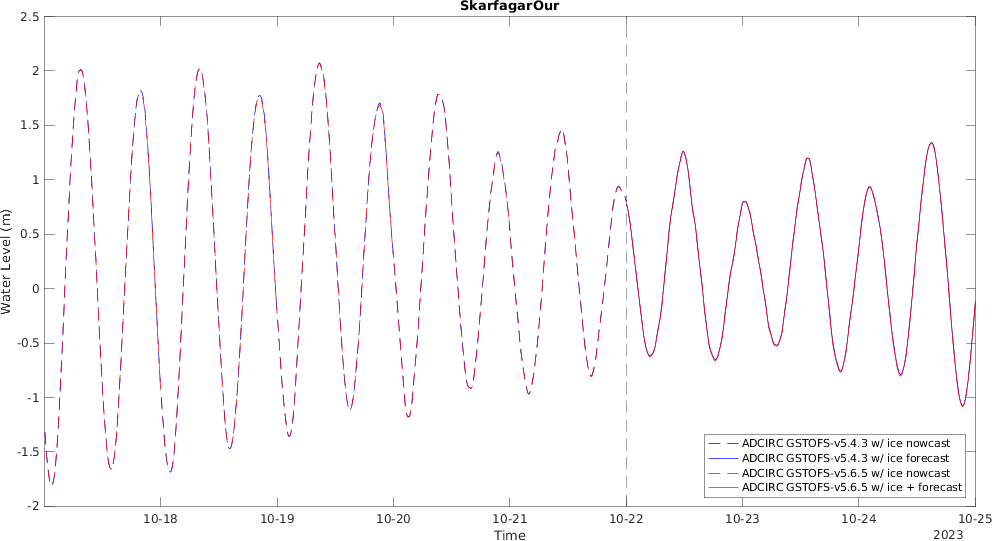 SkarfagarOur
2.5
2
1.5
1
0.5
0
-0.5
-1
-1.5
-2
Water Level (m)
ADCIRC GSTOFS-v5.4.3 w/ ice nowcast
ADCIRC GSTOFS-v5.4.3 w/ ice forecast
ADCIRC GSTOFS-v5.6.5 w/ ice nowcast
ADCIRC GSTOFS-v5.6.5 w/ ice + forecast
10-18 10-19 10-20 10-21 10-22 10-23 10-24 10-25
Time
2023